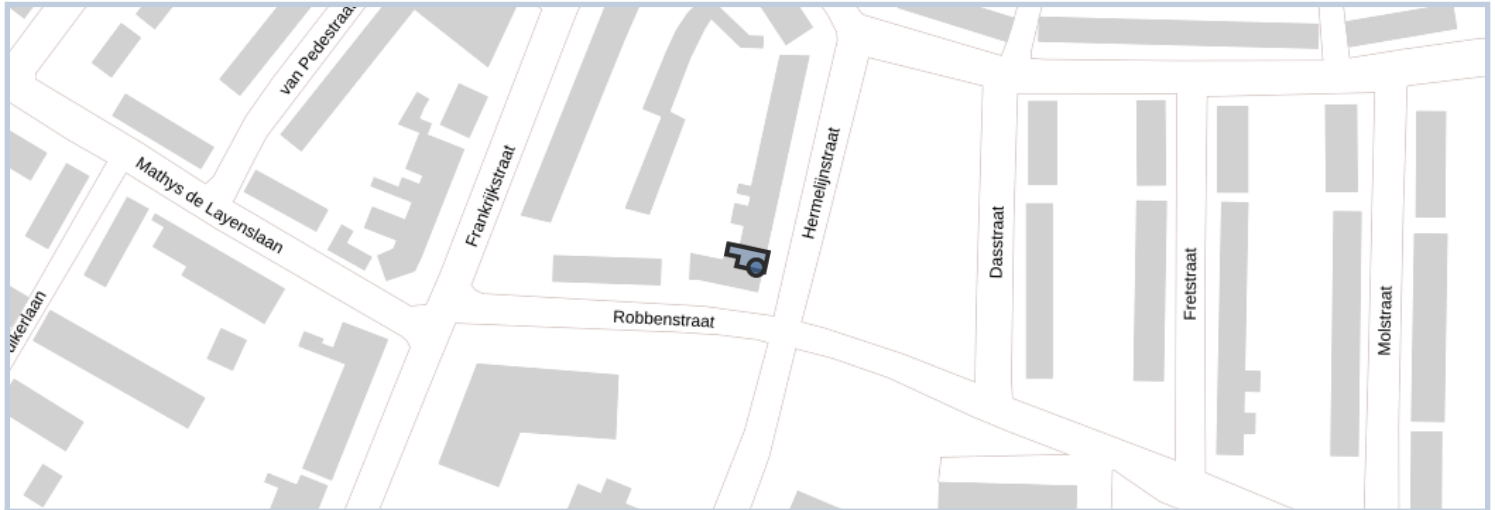 van Pedestraat
Mathys de Layenslaan
Frankrijkstraat
Hermelijnstraat
Dasstraat
Fretstraat
Molstraat
Robbenstraat